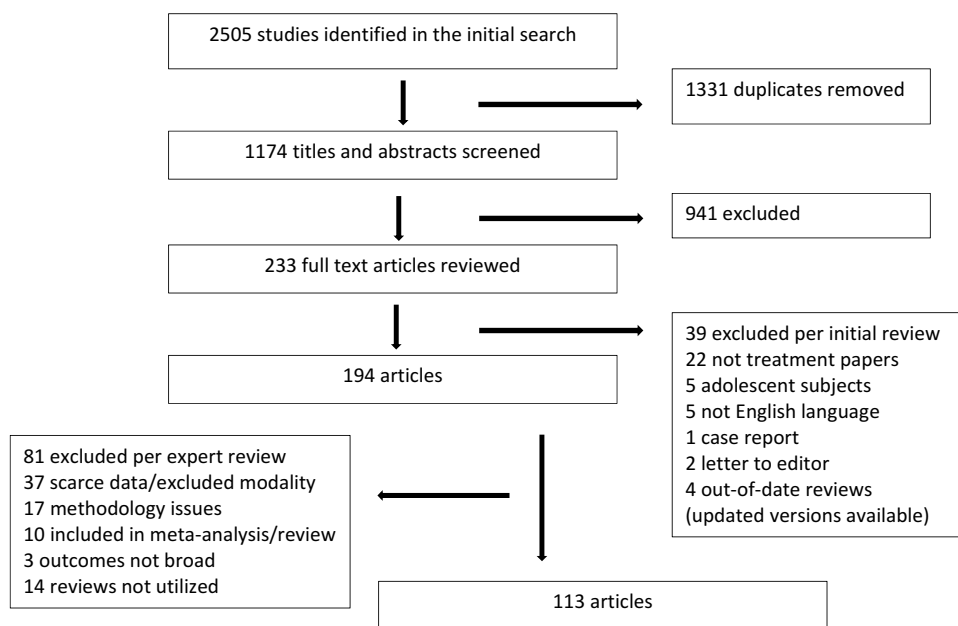 2505 studies identified in the initial search
1331 duplicates removed
1174 titles and abstracts screened
941 excluded
233 full text articles reviewed
39 excluded per initial review
22 not treatment papers
5 adolescent subjects
5 not English language
1 case report
2 letter to editor
4 out-of-date reviews
(updated versions available)
194 articles
81 excluded per expert review
37 scarce data/excluded modality
17 methodology issues
10 included in meta-analysis/review
3 outcomes not broad
14 reviews not utilized
113 articles